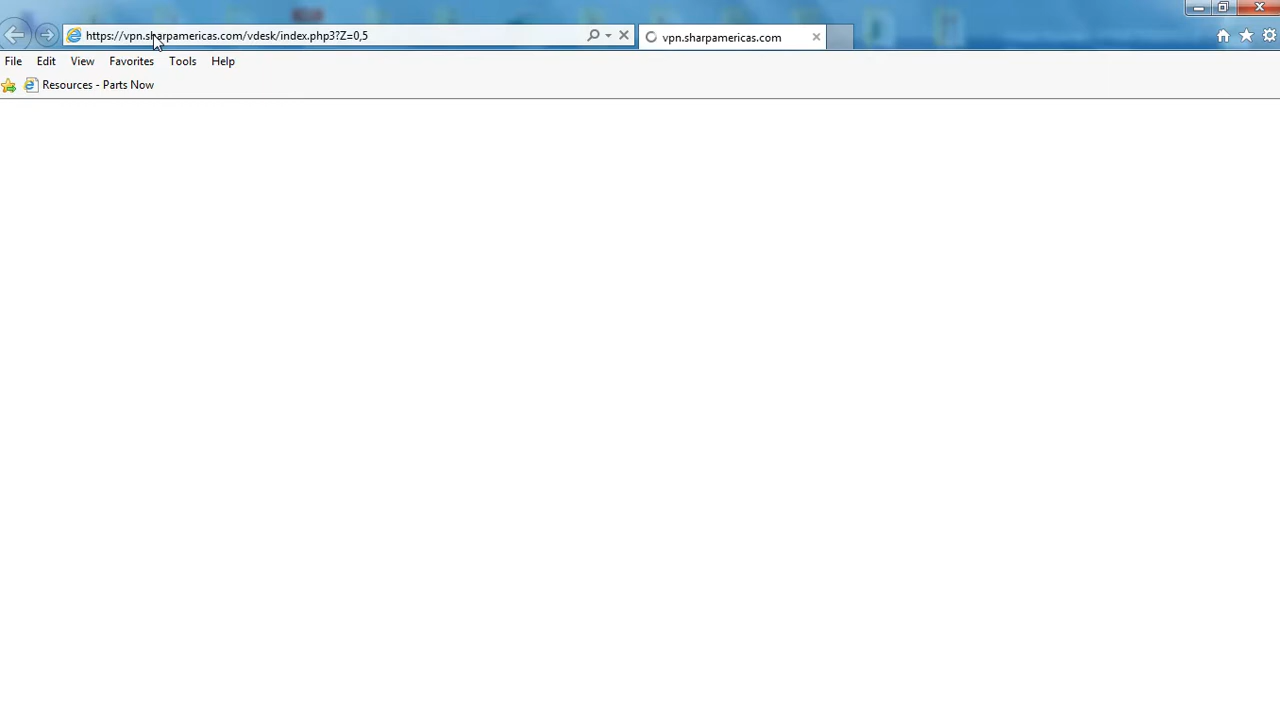 https://vpn.sharpamericas.com/vdesk/index.php3?Z=0,5
vpn.sharpamericas.com
File Edit View Favorites Tools Help
Resources - Parts Now